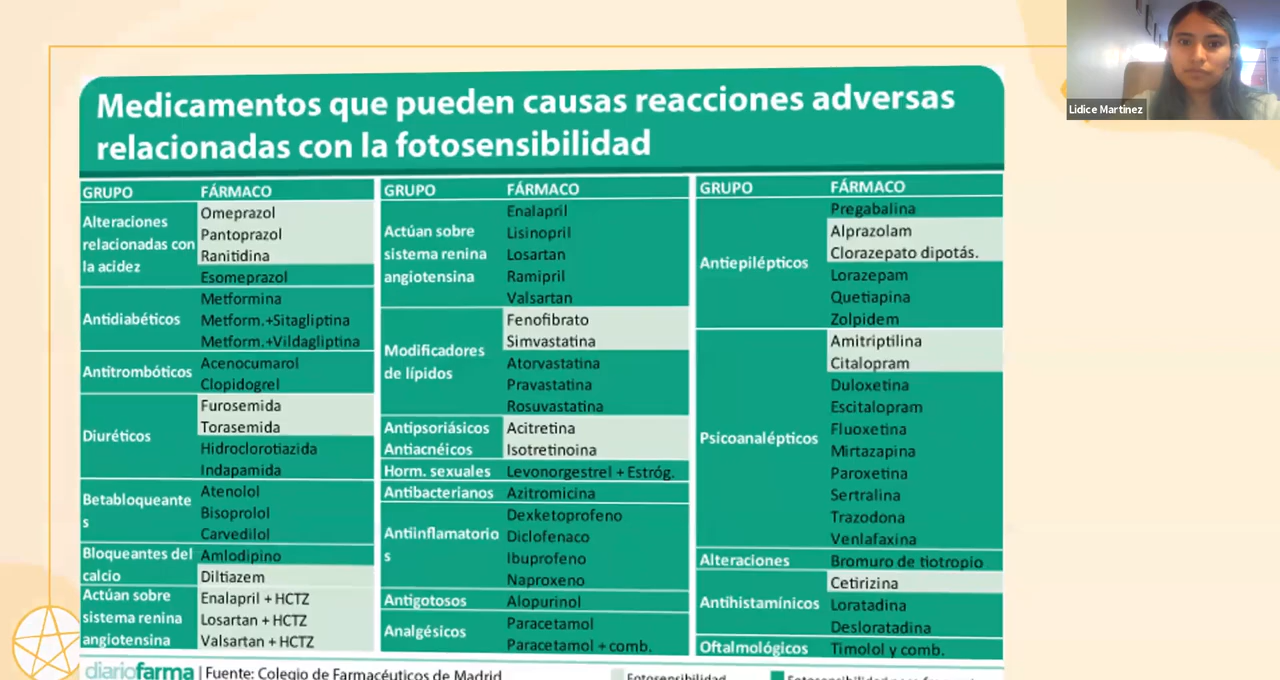 Medicamentos que pueden causas reacciones adversas
relacionadas con la fotosensibilidad
GRUPO FÁRMACO
Alteraciones
relacionadas con
la acidez
Omeprazol
Pantoprazol
Ranitidina
Esomeprazol
Antidiabéticos
Metformina
Metform.+Sitagliptina
Metform.+Vildagliptina
Antitrombóticos
Acenocumarol
Clopidogrel
Diuréticos
Furosemida
Torasemida
Hidroclorotiazida
Indapamida
Betabloqueante
s
Atenolol
Bisoprolol
Carvedilol
Bloqueantes del
calcio
Amlodipino
Diltiazem
Actúan sobre
sistema renina
angiotensina
Enalapril + HCTZ
Losartan + HCTZ
Valsartan + HCTZ
GRUPO FÁRMACO
Actúan sobre
sistema renina
angiotensina
Enalapril
Lisinopril
Losartan
Ramipril
Valsartan
Modificadores
de lípidos
Fenofibrato
Simvastatina
Atorvastatina
Pravastatina
Rosuvastatina
Antipsoriásicos
Antiacnéicos
Acitretina
Isotretinoina
Horm. sexuales Levonorgestrel + Estróg.
Antibacterianos Azitromicina
Antiinflamatorio
s
Dexketoprofeno
Diclofenaco
Ibuprofeno
Naproxeno
Antigotosos Alopurinol
Analgésicos
Paracetamol
Paracetamol + comb.
GRUPO FÁRMACO
Antiepilépticos
Pregabalina
Alprazolam
Clorazepato dipotás.
Lorazepam
Quetiapina
Zolpidem
Psicoanalépticos
Amitriptilina
Citalopram
Duloxetina
Escitalopram
Fluoxetina
Mirtazapina
Paroxetina
Sertralina
Trazodona
Venlafaxina
Alteraciones Bromuro de tiotropio
Antihistamínicos
Cetirizina
Loratadina
Desloratadina
Oftalmológicos Timolol y comb.
diariofarma | Fuente: Colegio de Farmacéuticos de Madrid
Fotosensibilidad
Fotosensibilidad
Lidice Martinez